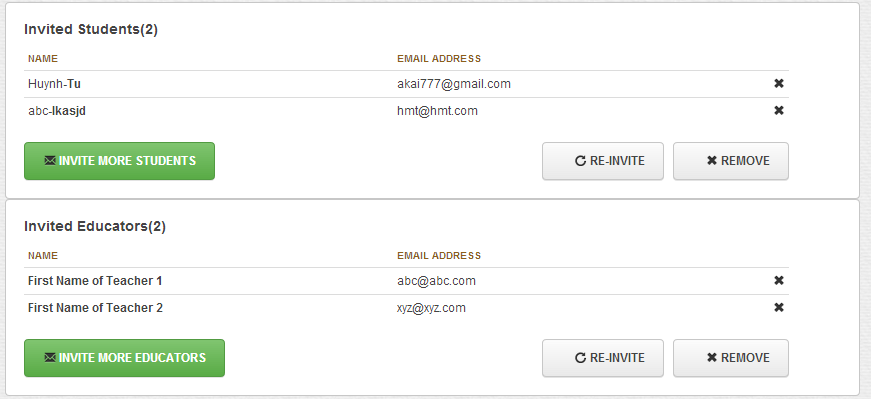 Invited Students(2)
NAME EMAIL ADDRESS
Huynh-Tu akai777@gmail.com
abc-lkasjd hmt@hmt.com
INVITE MORE STUDENTS RE-INVITE REMOVE
Invited Educators(2)
NAME EMAIL ADDRESS
First Name of Teacher 1 abc@abc.com
First Name of Teacher 2 xyz@xyz.com
INVITE MORE EDUCATORS RE-INVITE REMOVE